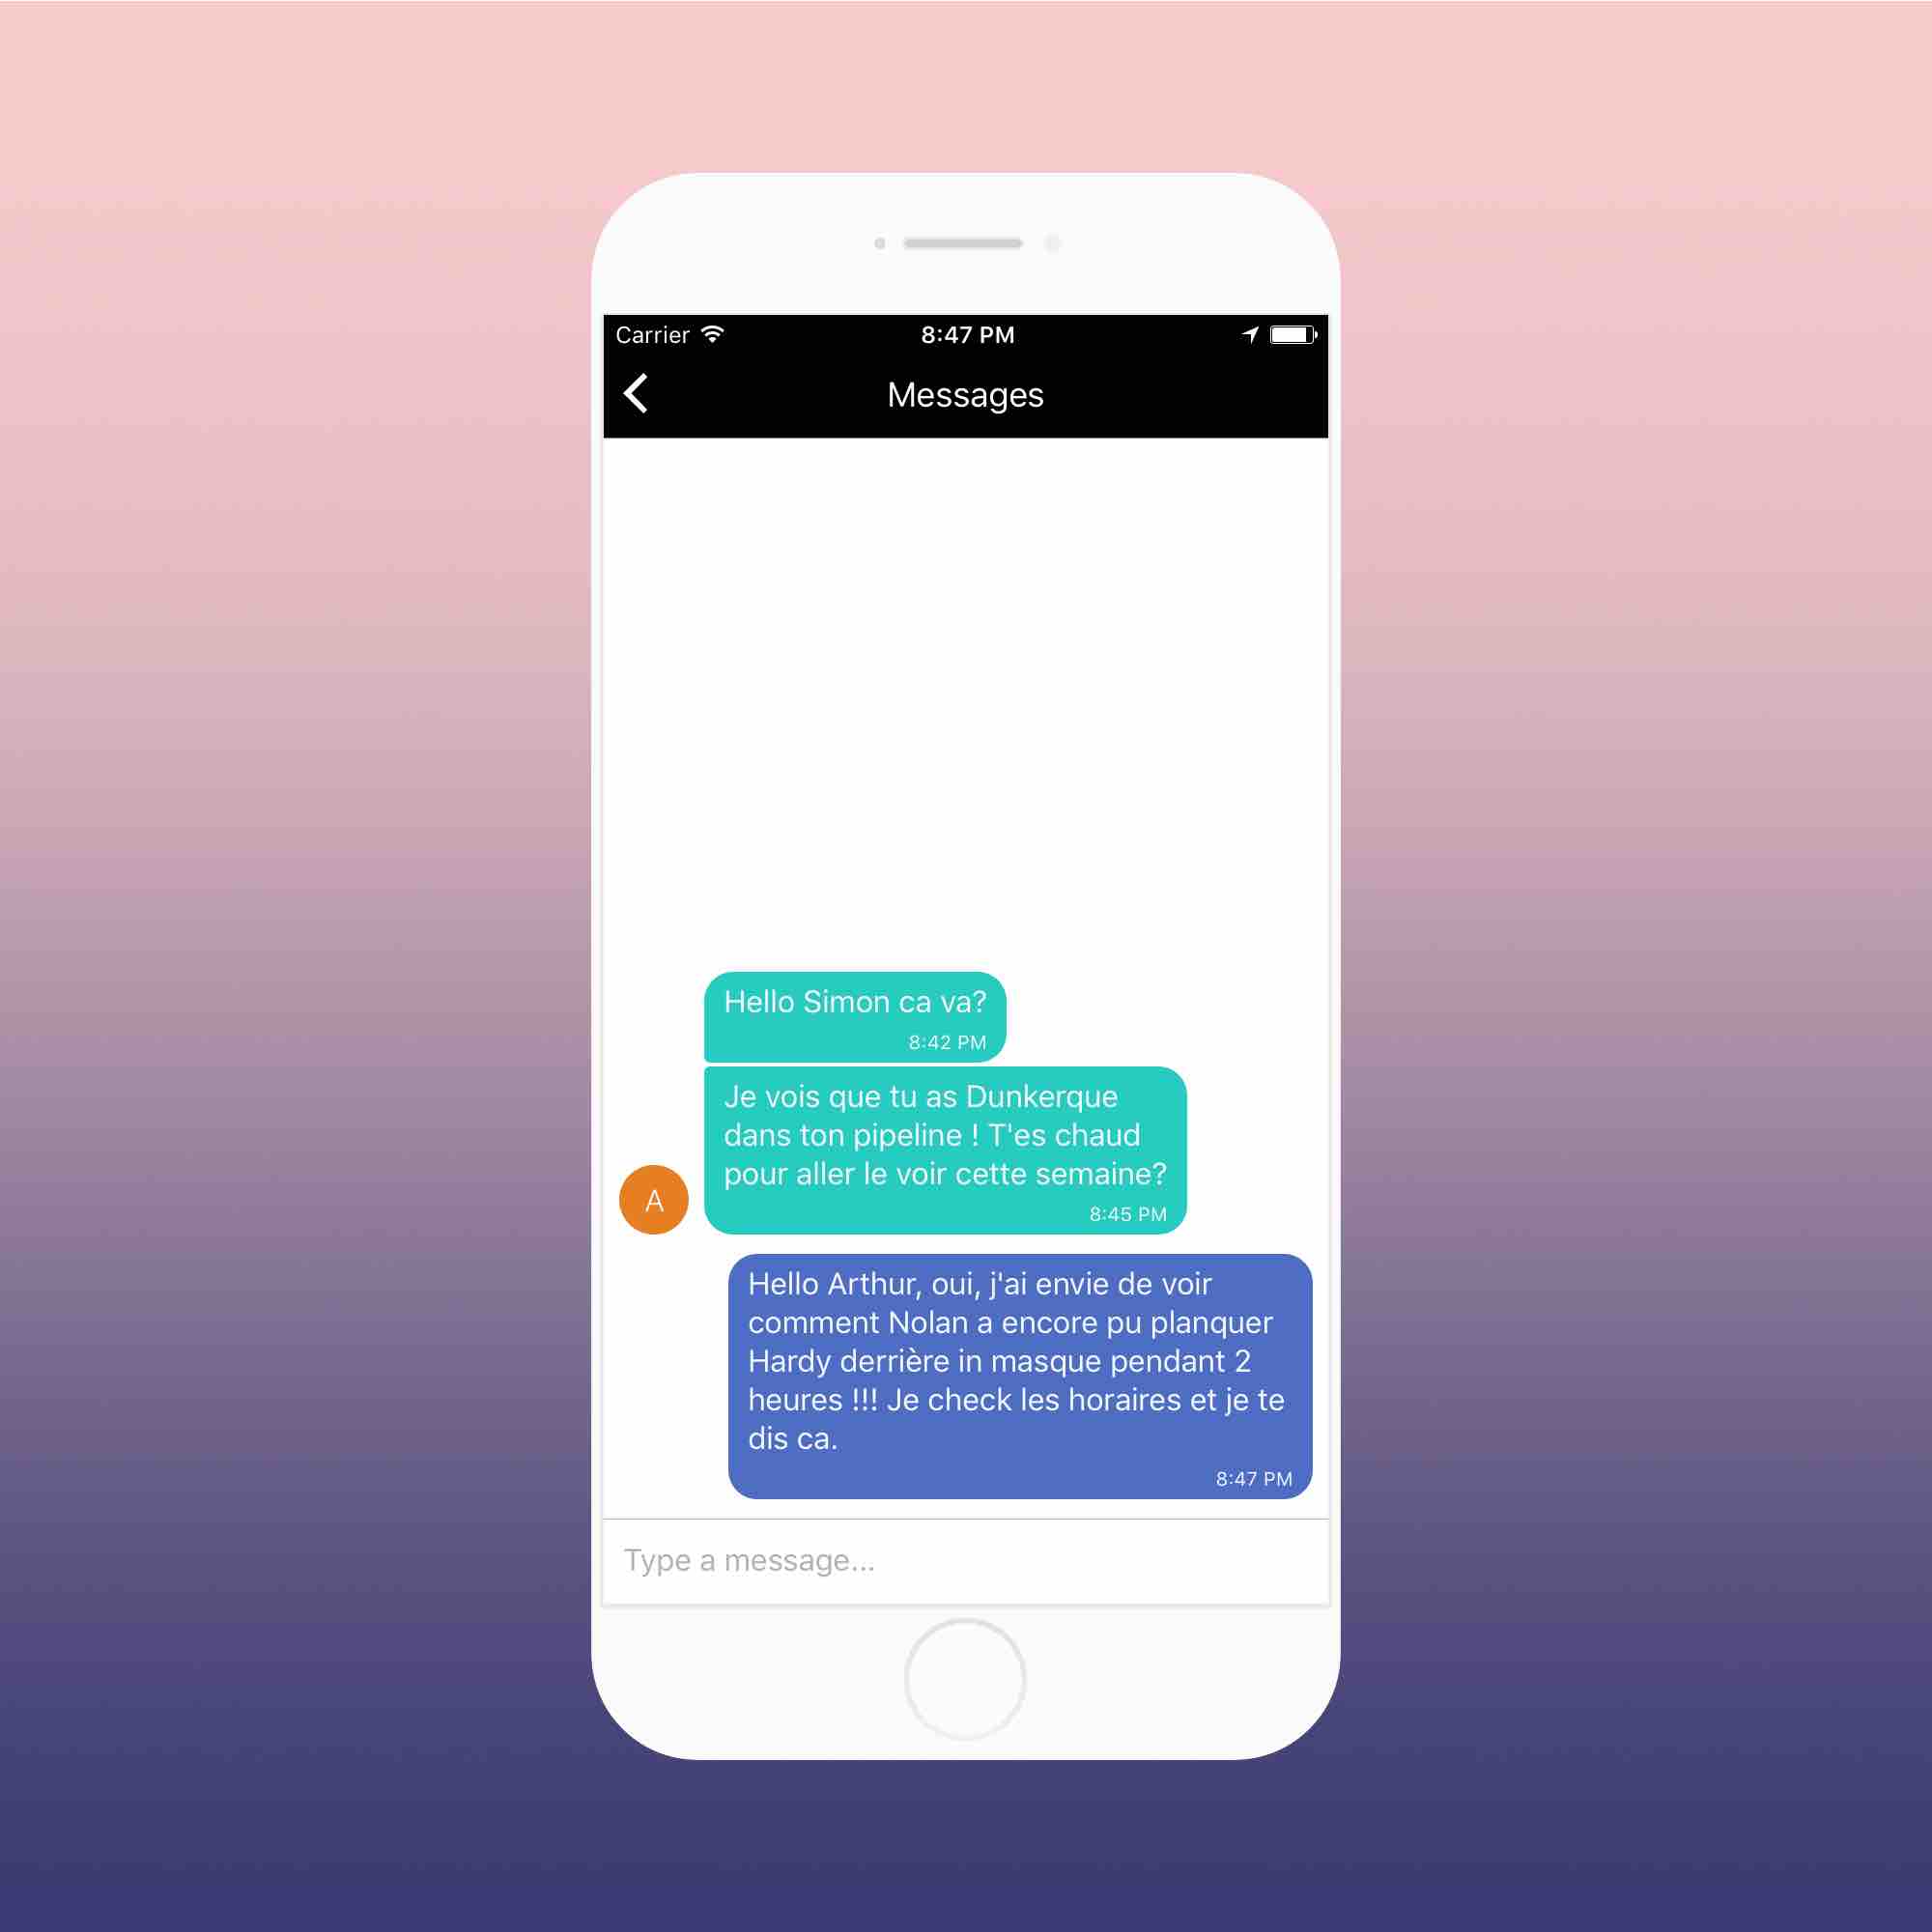 Carrier 8:47 PM
Messages
Hello Simon ca va?
8:42 PM
Je vois que tu as Dunkerque
dans ton pipeline ! T'es chaud
pour aller le voir cette semaine?
8:45 PM
A
Hello Arthur, oui, j'ai envie de voir
comment Nolan a encore pu planquer
Hardy derrière in masque pendant 2
heures !!! Je check les horaires et je te
dis ca.
8:47 PM
Type a message...